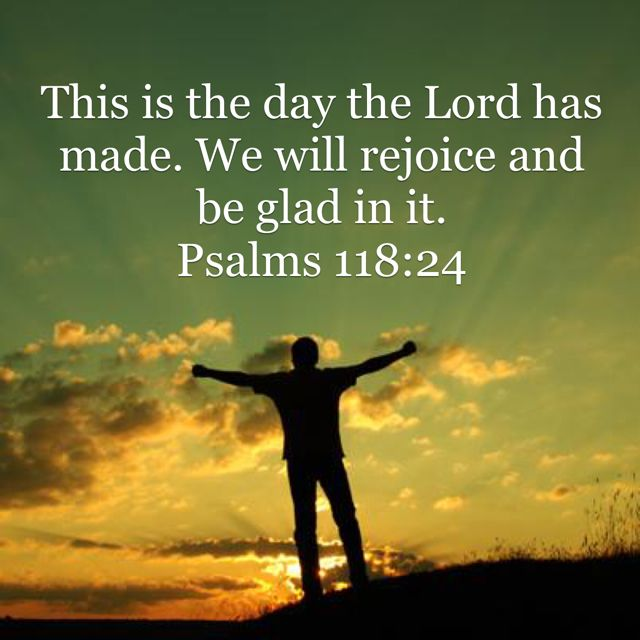 This is the day the Lord has
made. We will rejoice and
be glad in it.
Psalms 118:24